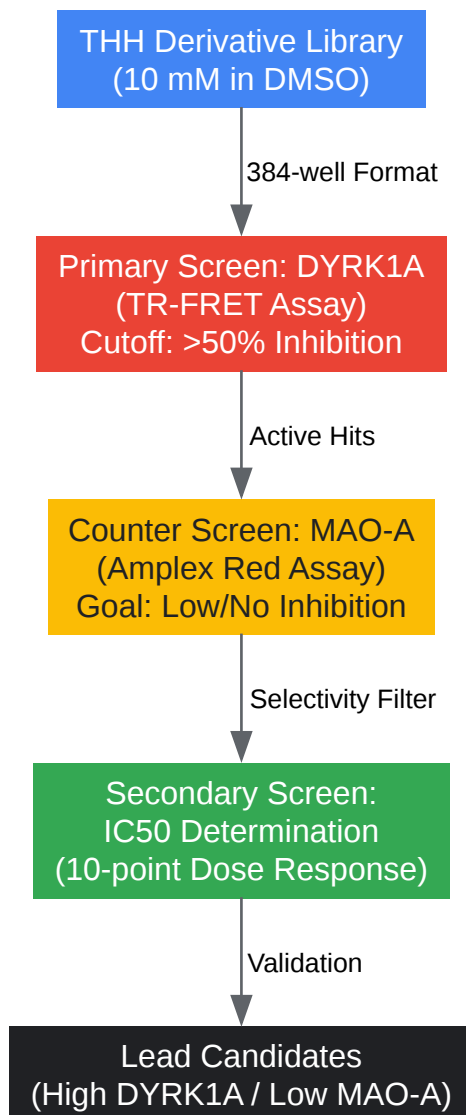 THH Derivative Library
(10 mM in DMSO)
384-well Format
Primary Screen: DYRK1A
(TR-FRET Assay)
Cutoff: >50% Inhibition
Active Hits
Counter Screen: MAO-A
(Amplex Red Assay)
Goal: Low/No Inhibition
Selectivity Filter
Secondary Screen:
IC50 Determination
(10-point Dose Response)
Validation
Lead Candidates
(High DYRK1A / Low MAO-A)